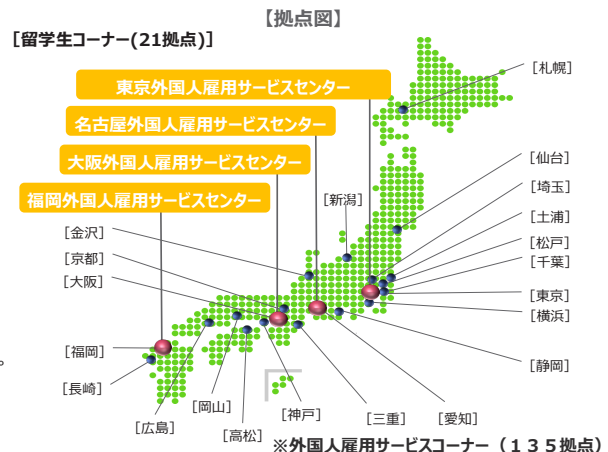 【拠点図】
[留学生コーナー(21拠点)]
東京外国人雇用サービスセンター
名古屋外国人雇用サービスセンター
大阪外国人雇用サービスセンター
福岡外国人雇用サービスセンター
[札幌]
[仙台]
[埼玉]
[土浦]
[松戸]
[千葉]
[東京]
[横浜]
[静岡]
[新潟]
[金沢]
[京都]
[大阪]
[福岡]
[長崎]
[広島]
[岡山]
[高松]
[神戸]
[三重]
[愛知]
。
※外国人雇用サービスコーナー（１３５拠点）